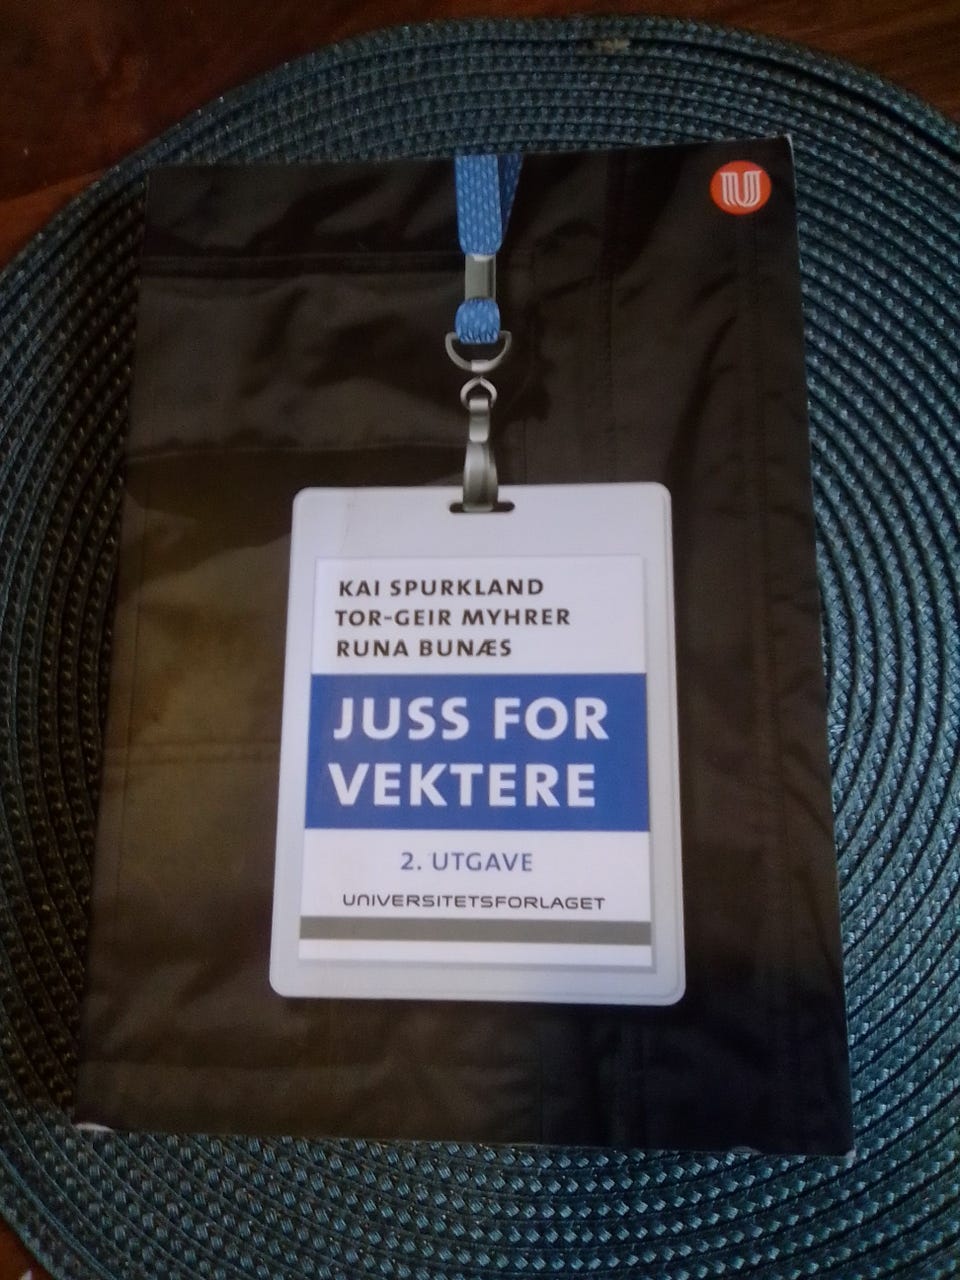 U
KAI SPURKLAND
TOR-GEIR MYHRER
RUNA BUNÆS
JUSS FOR
VEKTERE
2. UTGAVE
UNIVERSITETSFORLAGET